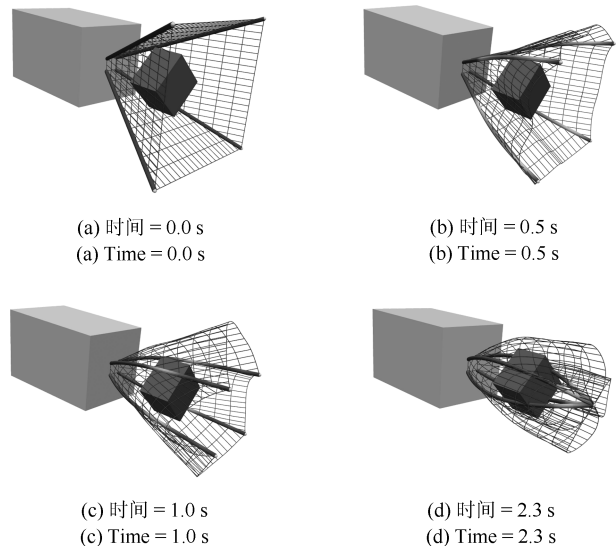 (a) 时间 = 0.0 s
(a) Time = 0.0 s
(b) 时间 = 0.5 s
(b) Time = 0.5 s
(c) 时间 = 1.0 s
(c) Time = 1.0 s
(d) 时间 = 2.3 s
(d) Time = 2.3 s